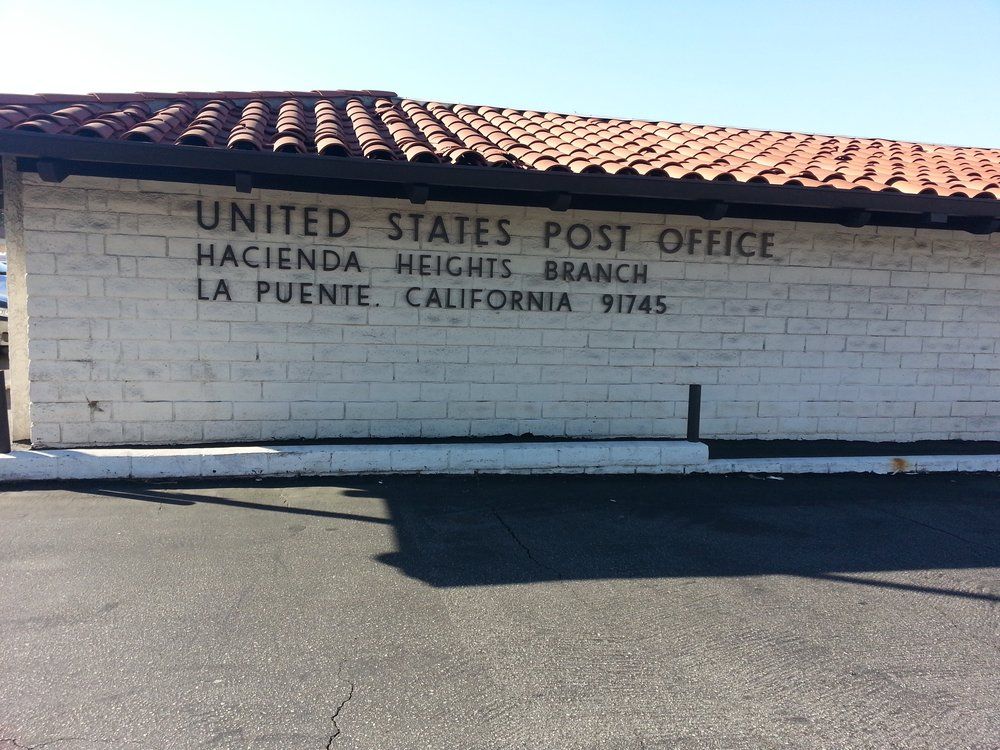 UNITED STATES POST OFFICE
HACIENDA HEIGHTS BRANCH
LA PUENTE. CALIFORNIA 91745